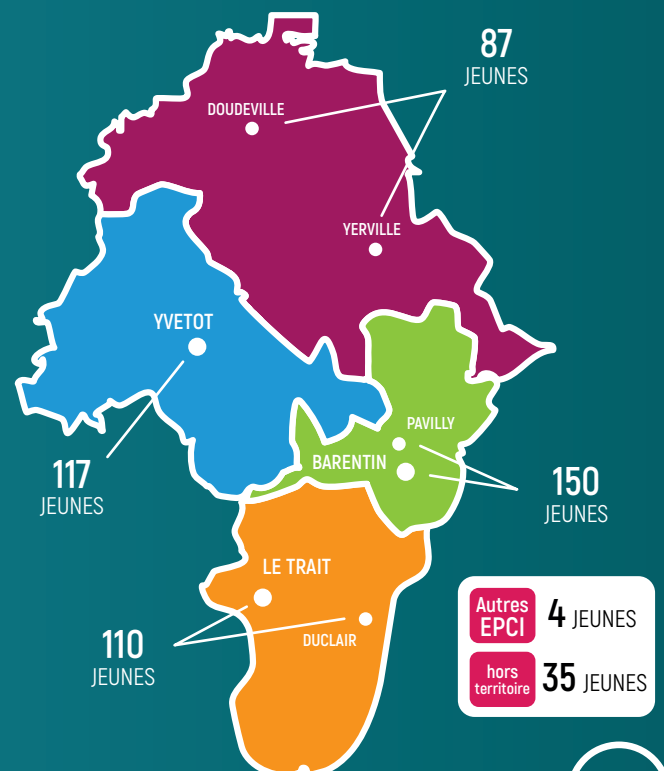 87
JEUNES
DOUDEVILLE
YERVILLE
YVETOT
PAVILLY
BARENTIN
117
JEUNES
150
JEUNES
LE TRAIT
DUCLAIR
110
JEUNES
Autres
EPCI
4 JEUNES
hors
territoire
35 JEUNES